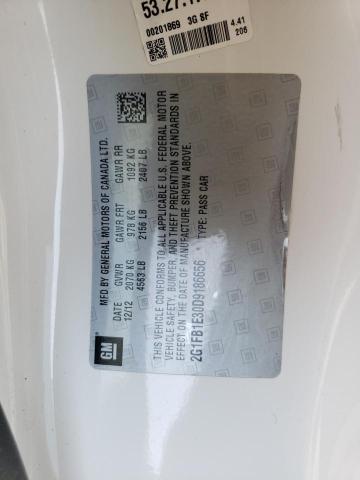 53.27.1
00201869 3G SF
4.41
205
MFD BY GENERAL MOTORS OF CANADA LTD.
DATE GVWR GAWR FRT GAWR RR
12/12 2070 KG 978 KG 1092 KG
4563 LB 2156 LB 2407 LB
THIS VEHICLE CONFORMS TO ALL APPLICABLE U.S. FEDERAL MOTOR
VEHICLE SAFETY, BUMPER, AND THEFT PREVENTION STANDARDS IN
EFFECT ON THE DATE OF MANUFACTURE SHOWN ABOVE.
2G1FB1E30D9186656 TYPE: PASS CAR
GM